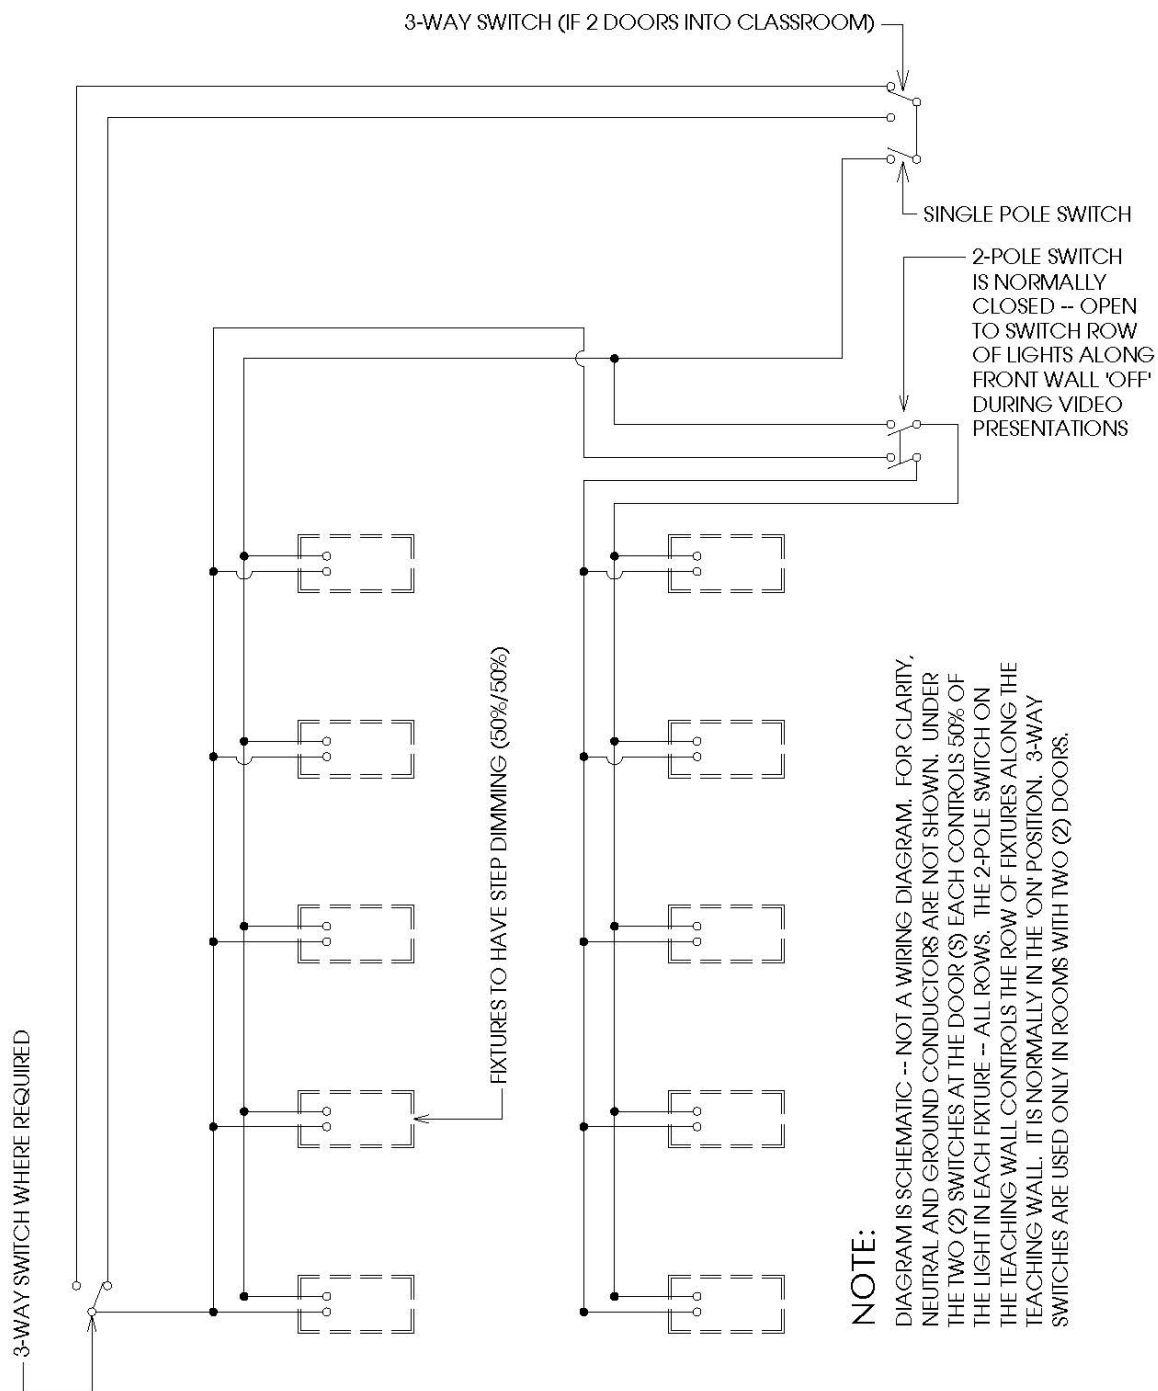 3-WAY SWITCH (IF 2 DOORS INTO CLASSROOM)
SINGLE POLE SWITCH
2-POLE SWITCH
IS NORMALLY
CLOSED -- OPEN
TO SWITCH ROW
OF LIGHTS ALONG
FRONT WALL 'OFF'
DURING VIDEO
PRESENTATIONS
FIXTURES TO HAVE STEP DIMMING (50%/50%)
3-WAY SWITCH WHERE REQUIRED
NOTE:
DIAGRAM IS SCHEMATIC -- NOT A WIRING DIAGRAM. FOR CLARITY,
NEUTRAL AND GROUND CONDUCTORS ARE NOT SHOWN. UNDER
THE TWO (2) SWITCHES AT THE DOOR (S) EACH CONTROLS 50% OF
THE LIGHT IN EACH FIXTURE -- ALL ROWS. THE 2-POLE SWITCH ON
THE TEACHING WALL CONTROLS THE ROW OF FIXTURES ALONG THE
TEACHING WALL. IT IS NORMALLY IN THE 'ON' POSITION. 3-WAY
SWITCHES ARE USED ONLY IN ROOMS WITH TWO (2) DOORS.